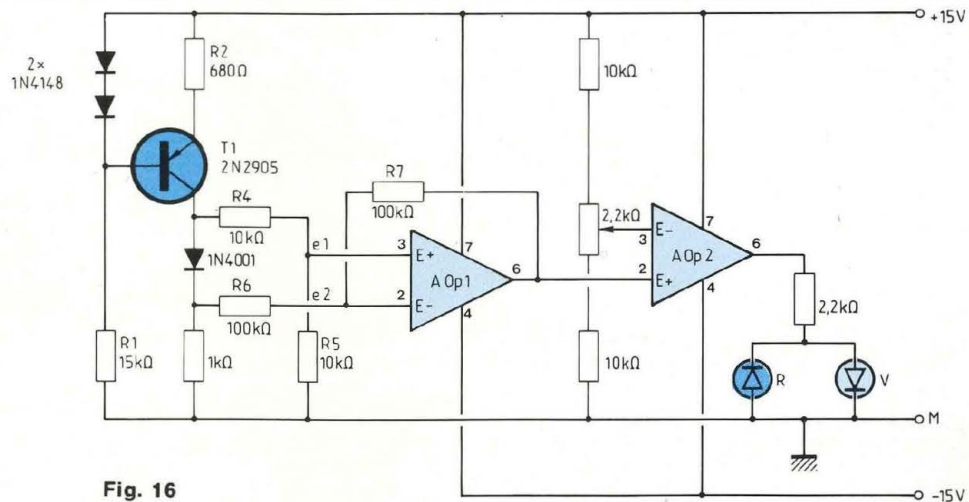 +15V
R2
680Ω
2×
1N4148
10kΩ
T1
2N2905
R7
100kΩ
R4
10kΩ
e1
2,2kΩ
7
E-
3
7
3
E+
AOp2
6
1N4001
AOp1
6
2
E+
R6
e2
2
E-
4
2,2kΩ
100kΩ
4
R1
15kΩ
1kΩ
R5
10kΩ
10kΩ
R
V
M
Fig. 16
-15V